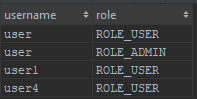 username role
user ROLE_USER
user ROLE_ADMIN
user1 ROLE_USER
user4 ROLE_USER